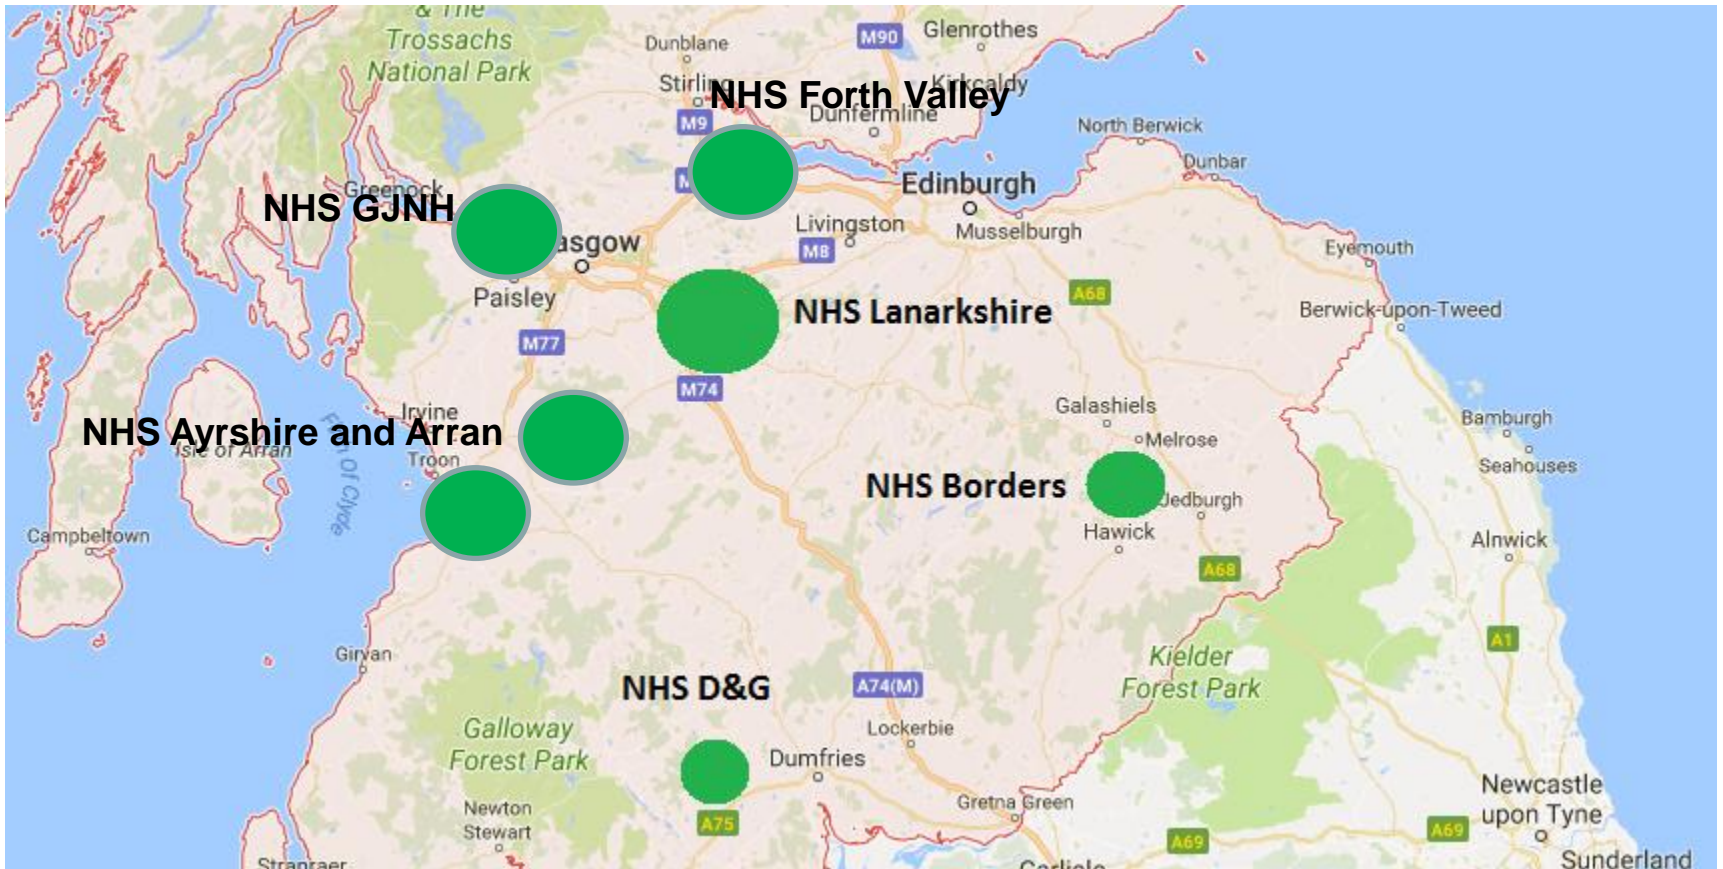 & The
Trossachs
National Park
Dunblane
M90
Glenrothes
Stirling
Kirkcaldy
NHS Forth Valley
Dunfermline
M9
North Berwick
Dunbar
M
Greenock
NHS GJNH
Edinburgh
Livingston
Musselburgh
asgow
M8
Eyemouth
Paisley
A68
NHS Lanarkshire
Berwick-upon-Tweed
M77
M74
Irvine
Galashiels
Bamburgh
NHS Ayrshire and Arran
Isle of Arran
Firth Of Clyde
Troon
Melrose
Seahouses
NHS Borders
Jedburgh
Campbeltown
Hawick
Alnwick
A68
A1
Girvan
Kielder
Forest Park
NHS D&G
A74(M)
Galloway
Forest Park
Lockerbie
Dumfries
Newcastle
upon Tyne
Newton
Stewart
Gretna Green
A75
A69
A69
Stranraer
Carlisle
Sunderland